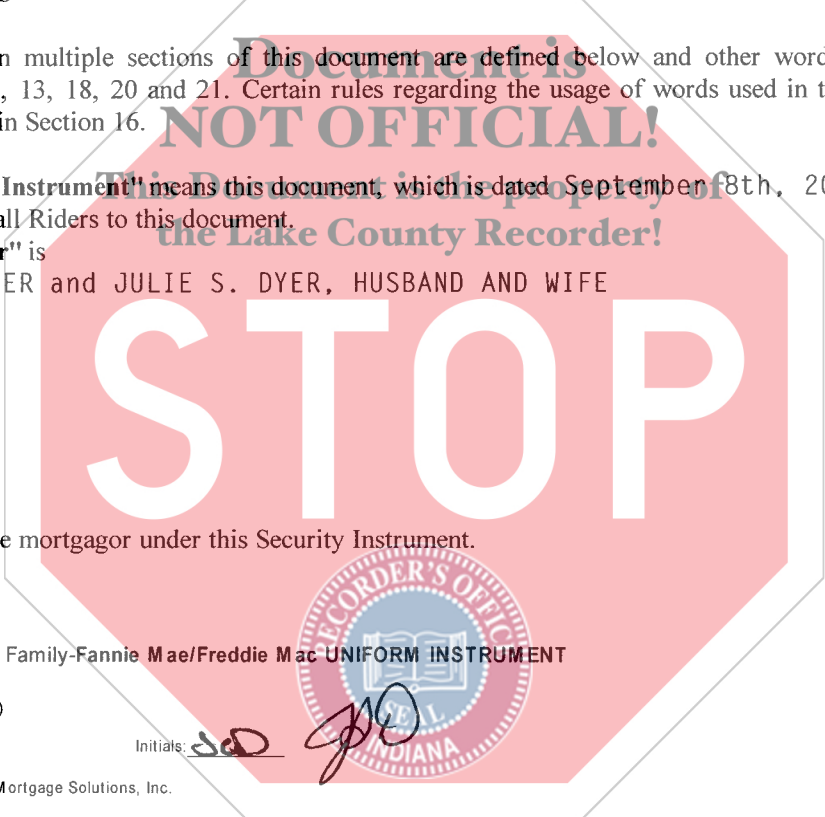 n multiple sections of this document are defined below and other word
, 13, 18, 20 and 21. Certain rules regarding the usage of words used in t
in Section 16.
Document is
NOT OFFICIAL!
This Document is the property of
the Lake County Recorder!
Instrument" means this document, which is dated September 8th, 20
all Riders to this document.
r" is
ER and JULIE S. DYER, HUSBAND AND WIFE
STOP
e mortgagor under this Security Instrument.
RECORDER'S OFFICE
SEAL
INDIANA
Family-Fannie Mae/Freddie Mac UNIFORM INSTRUMENT
)
Initials:
Mortgage Solutions, Inc.